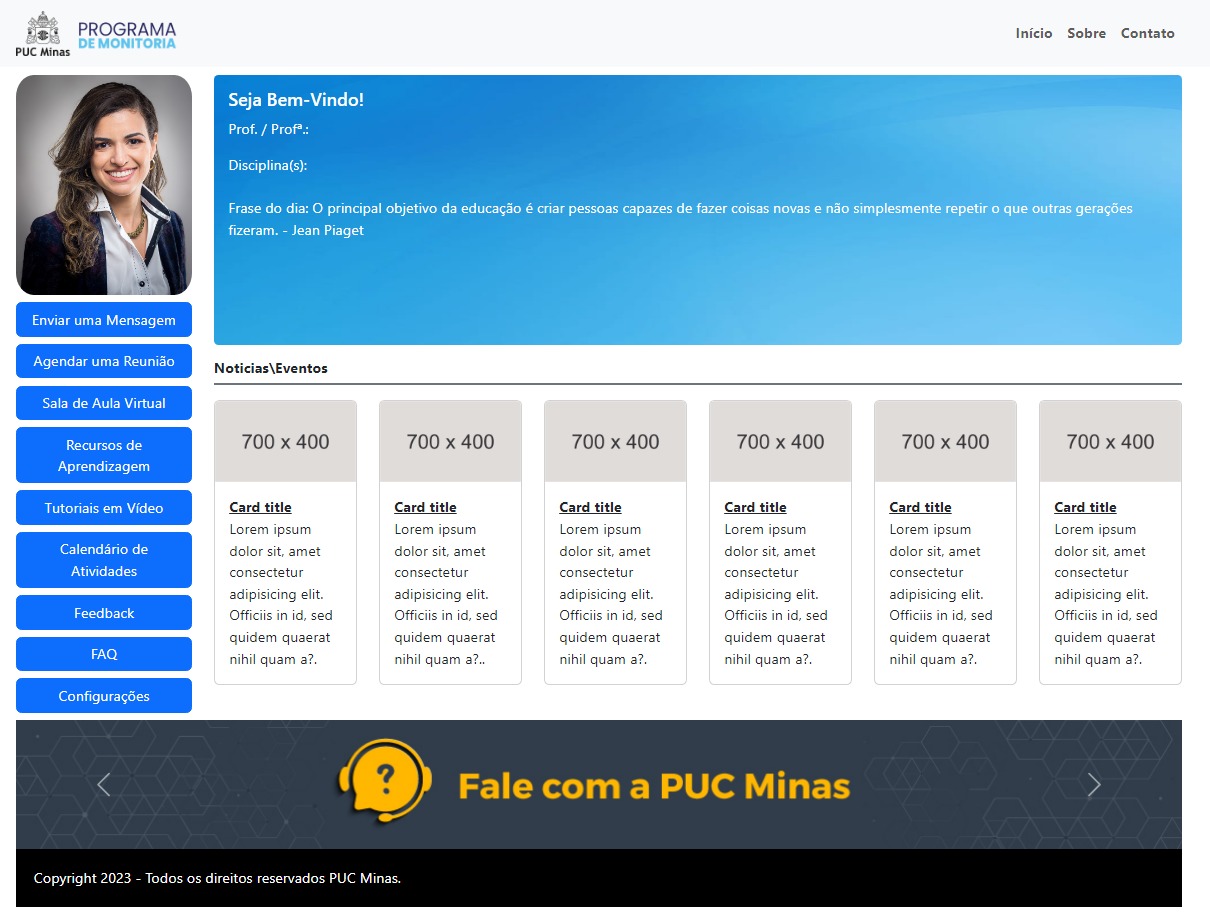 PUC Minas
PROGRAMA
DE MONITORIA
Início Sobre Contato
Seja Bem-Vindo!
Prof. / Profª.:
Disciplina(s):
Frase do dia: O principal objetivo da educação é criar pessoas capazes de fazer coisas novas e não simplesmente repetir o que outras gerações
fizeram. - Jean Piaget
Enviar uma Mensagem
Agendar uma Reunião
Sala de Aula Virtual
Recursos de
Aprendizagem
Tutoriais em Vídeo
Calendário de
Atividades
Feedback
FAQ
Configurações
Noticias\Eventos
700 x 400
Card title
Lorem ipsum
dolor sit, amet
consectetur
adipisicing elit.
Officiis in id, sed
quidem quaerat
nihil quam a?.
700 x 400
Card title
Lorem ipsum
dolor sit, amet
consectetur
adipisicing elit.
Officiis in id, sed
quidem quaerat
nihil quam a?..
700 x 400
Card title
Lorem ipsum
dolor sit, amet
consectetur
adipisicing elit.
Officiis in id, sed
quidem quaerat
nihil quam a?.
700 x 400
Card title
Lorem ipsum
dolor sit, amet
consectetur
adipisicing elit.
Officiis in id, sed
quidem quaerat
nihil quam a?.
700 x 400
Card title
Lorem ipsum
dolor sit, amet
consectetur
adipisicing elit.
Officiis in id, sed
quidem quaerat
nihil quam a?.
700 x 400
Card title
Lorem ipsum
dolor sit, amet
consectetur
adipisicing elit.
Officiis in id, sed
quidem quaerat
nihil quam a?.
?
Fale com a PUC Minas
Copyright 2023 - Todos os direitos reservados PUC Minas.